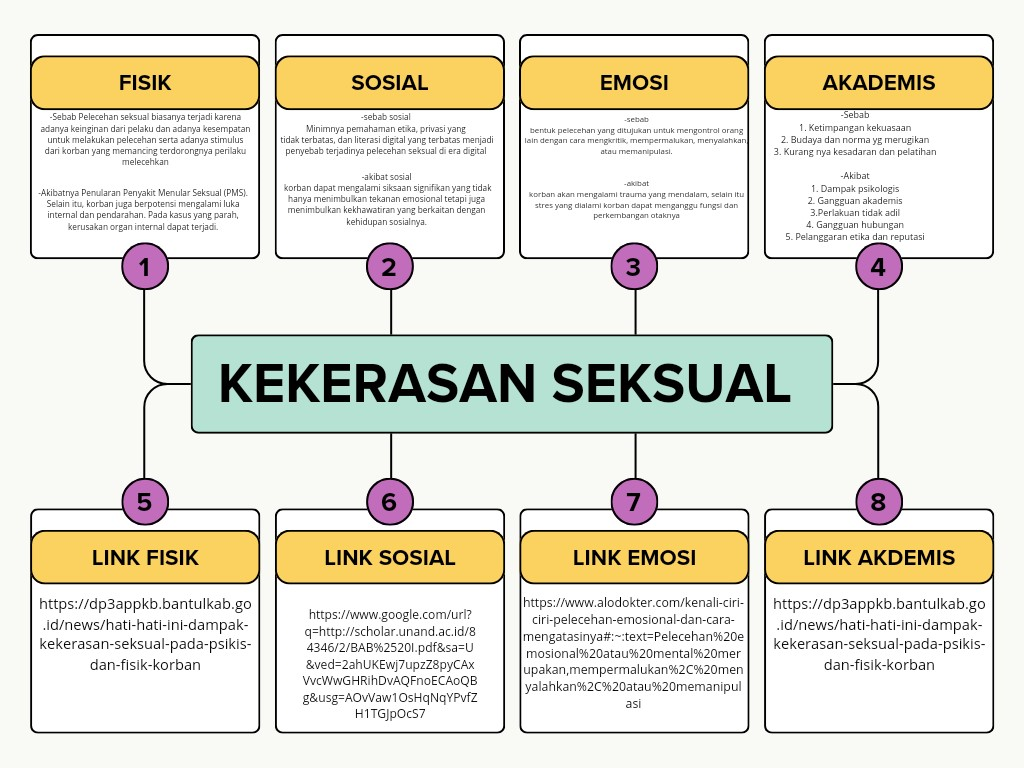 FISIK
-Sebab Pelecehan seksual biasanya terjadi karena
adanya keinginan dari pelaku dan adanya kesempatan
untuk melakukan pelecehan serta adanya stimulus
dari korban yang memancing terdorongnya perilaku
melecehkan
-Akibatnya Penularan Penyakit Menular Seksual (PMS).
Selain itu, korban juga berpotensi mengalami luka
internal dan pendarahan. Pada kasus yang parah,
kerusakan organ internal dapat terjadi.
1
SOSIAL
-sebab sosial
Minimnya pemahaman etika, privasi yang
tidak terbatas, dan literasi digital yang terbatas menjadi
penyebab terjadinya pelecehan seksual di era digital
-akibat sosial
korban dapat mengalami siksaan signifikan yang tidak
hanya menimbulkan tekanan emosional tetapi juga
menimbulkan kekhawatiran yang berkaitan dengan
kehidupan sosialnya.
2
EMOSI
-sebab
bentuk pelecehan yang ditujukan untuk mengontrol orang
lain dengan cara mengkritik, mempermalukan, menyalahkan,
atau memanipulasi.
-akibat
korban akan mengalami trauma yang mendalam, selain itu
stres yang dialami korban dapat menganggu fungsi dan
perkembangan otaknya
3
AKADEMIS
-Sebab
1. Ketimpangan kekuasaan
2. Budaya dan norma yg merugikan
3. Kurang nya kesadaran dan pelatihan
-Akibat
1. Dampak psikologis
2. Gangguan akademis
3.Perlakuan tidak adil
4. Gangguan hubungan
5. Pelanggaran etika dan reputasi
4
KEKERASAN SEKSUAL
5
LINK FISIK
https://dp3appkb.bantulkab.go
.id/news/hati-hati-ini-dampak-
kekerasan-seksual-pada-psikis-
dan-fisik-korban
6
LINK SOSIAL
https://www.google.com/url?
q=http://scholar.unand.ac.id/8
4346/2/BAB%2520I.pdf&sa=U
&ved=2ahUKEwj7upzZ8pyCAx
VvcWwGHRihDvAQFnoECAoQB
g&usg=AOvVaw1OsHqNqYPvfZ
H1TGJpOcS7
7
LINK EMOSI
https://www.alodokter.com/kenali-ciri-
ciri-pelecehan-emosional-dan-cara-
mengatasinya#:~:text=Pelecehan%20e
mosional%20atau%20mental%20mer
upakan,mempermalukan%2C%20men
yalahkan%2C%20atau%20memanipul
asi
8
LINK AKDEMIS
https://dp3appkb.bantulkab.go
.id/news/hati-hati-ini-dampak-
kekerasan-seksual-pada-psikis-
dan-fisik-korban